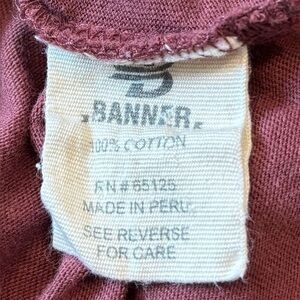 BANNER
100% COTTON
RN # 65125
MADE IN PERU
SEE REVERSE
FOR CARE